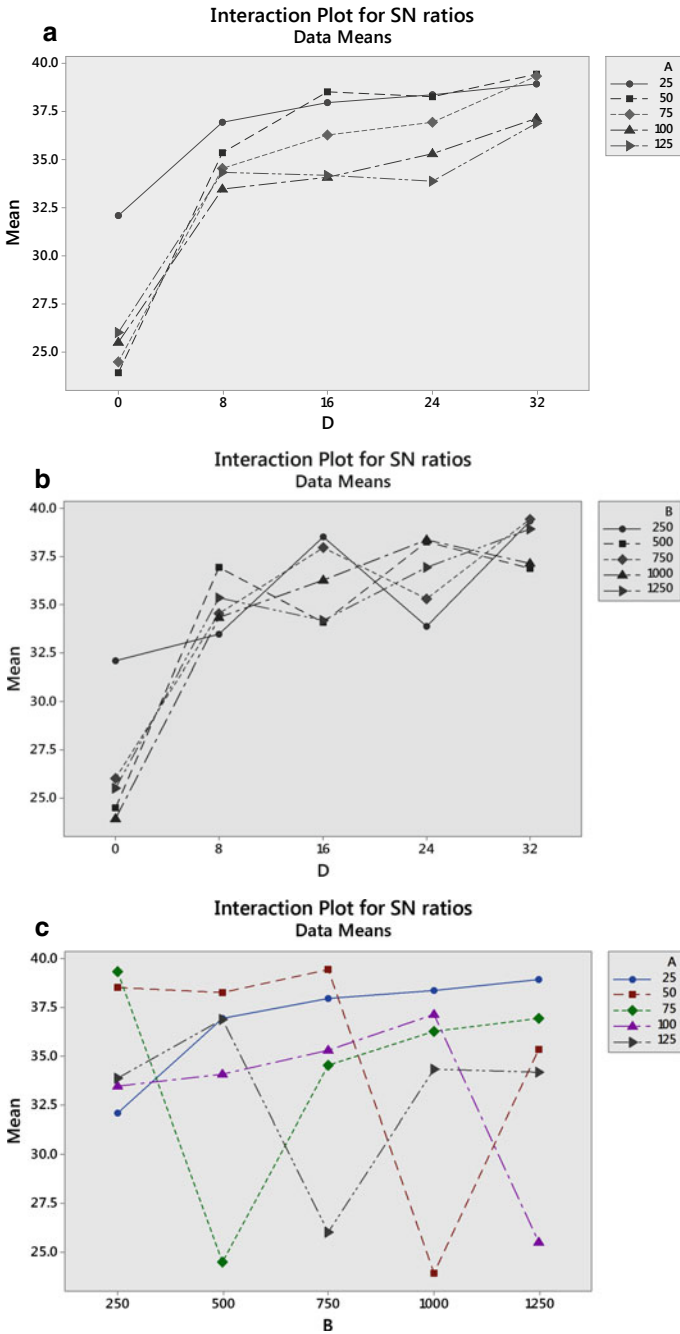 a
Interaction Plot for SN ratios
Data Means
40.0
37.5
35.0
32.5
30.0
27.5
25.0
Mean
0 8 16 24 32
D
A
25
50
75
100
125
b
Interaction Plot for SN ratios
Data Means
40.0
37.5
35.0
32.5
30.0
27.5
25.0
Mean
0 8 16 24 32
D
B
250
500
750
1000
1250
c
Interaction Plot for SN ratios
Data Means
40.0
37.5
35.0
32.5
30.0
27.5
25.0
Mean
250 500 750 1000 1250
B
A
25
50
75
100
125